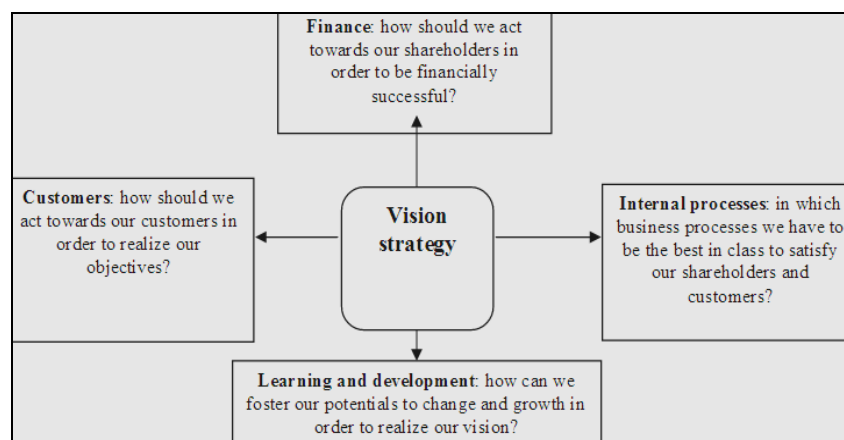 Finance: how should we act
towards our shareholders in
order to be financially
successful?
Customers: how should we
act towards our customers in
order to realize our
objectives?
Vision
strategy
Internal processes: in which
business processes we have to
be the best in class to satisfy
our shareholders and
customers?
Learning and development: how can we
foster our potentials to change and growth in
order to realize our vision?